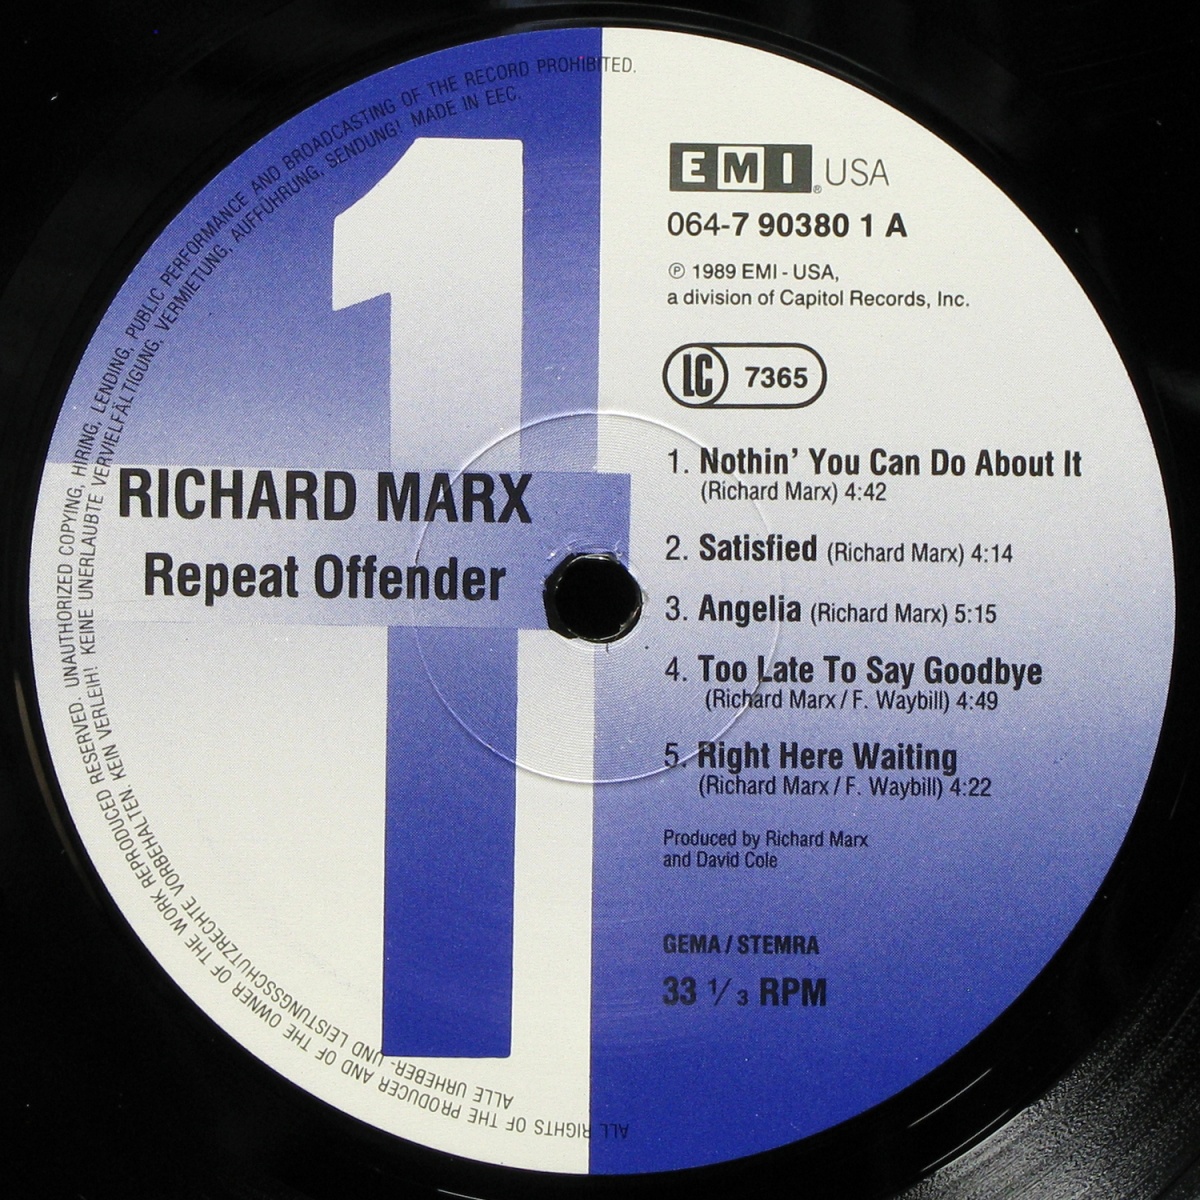 ALL RIGHTS OF THE PRODUCER AND OF THE OWNER OF THE WORK REPRODUCED RESERVED. UNAUTHORIZED COPYING, HIRING, LENDING, PUBLIC PERFORMANCE AND BROADCASTING OF THE RECORD PROHIBITED.
ALLE URHEBER- UND LEISTUNGSSCHUTZRECHTE VORBEHALTEN. KEIN VERLEIH! KEINE UNERLAUBTE VERVIELFÄLTIGUNG, VERMIETUNG, AUFFÜHRUNG, SENDUNG! MADE IN EEC.
1
RICHARD MARX
Repeat Offender
EMI® USA
064-7 90380 1 A
℗ 1989 EMI - USA,
a division of Capitol Records, Inc.
LC 7365
1. Nothin' You Can Do About It
(Richard Marx) 4:42
2. Satisfied (Richard Marx) 4:14
3. Angelia (Richard Marx) 5:15
4. Too Late To Say Goodbye
(Richard Marx / F. Waybill) 4:49
5. Right Here Waiting
(Richard Marx / F. Waybill) 4:22
Produced by Richard Marx
and David Cole
GEMA / STEMRA
33 1/3 RPM